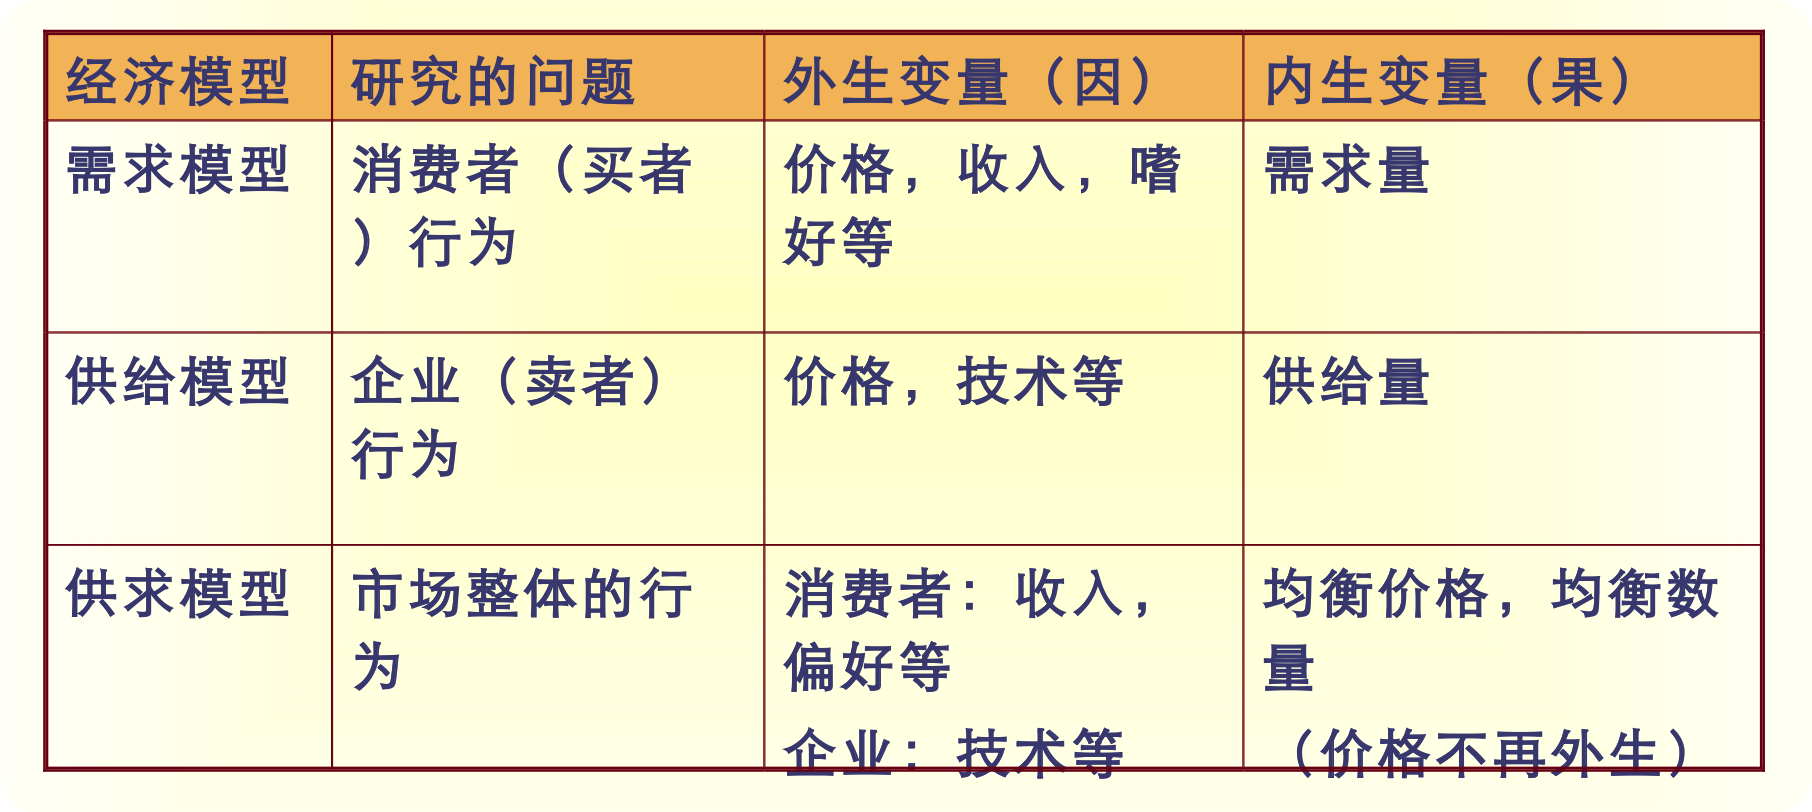 经济模型 研究的问题 外生变量（因） 内生变量（果）
需求模型 消费者（买者 价格，收入，嗜 需求量
）行为 好等
供给模型 企业（卖者） 价格，技术等 供给量
行为
供求模型 市场整体的行 消费者：收入， 均衡价格，均衡数
为 偏好等 量
企业：技术等 （价格不再外生）